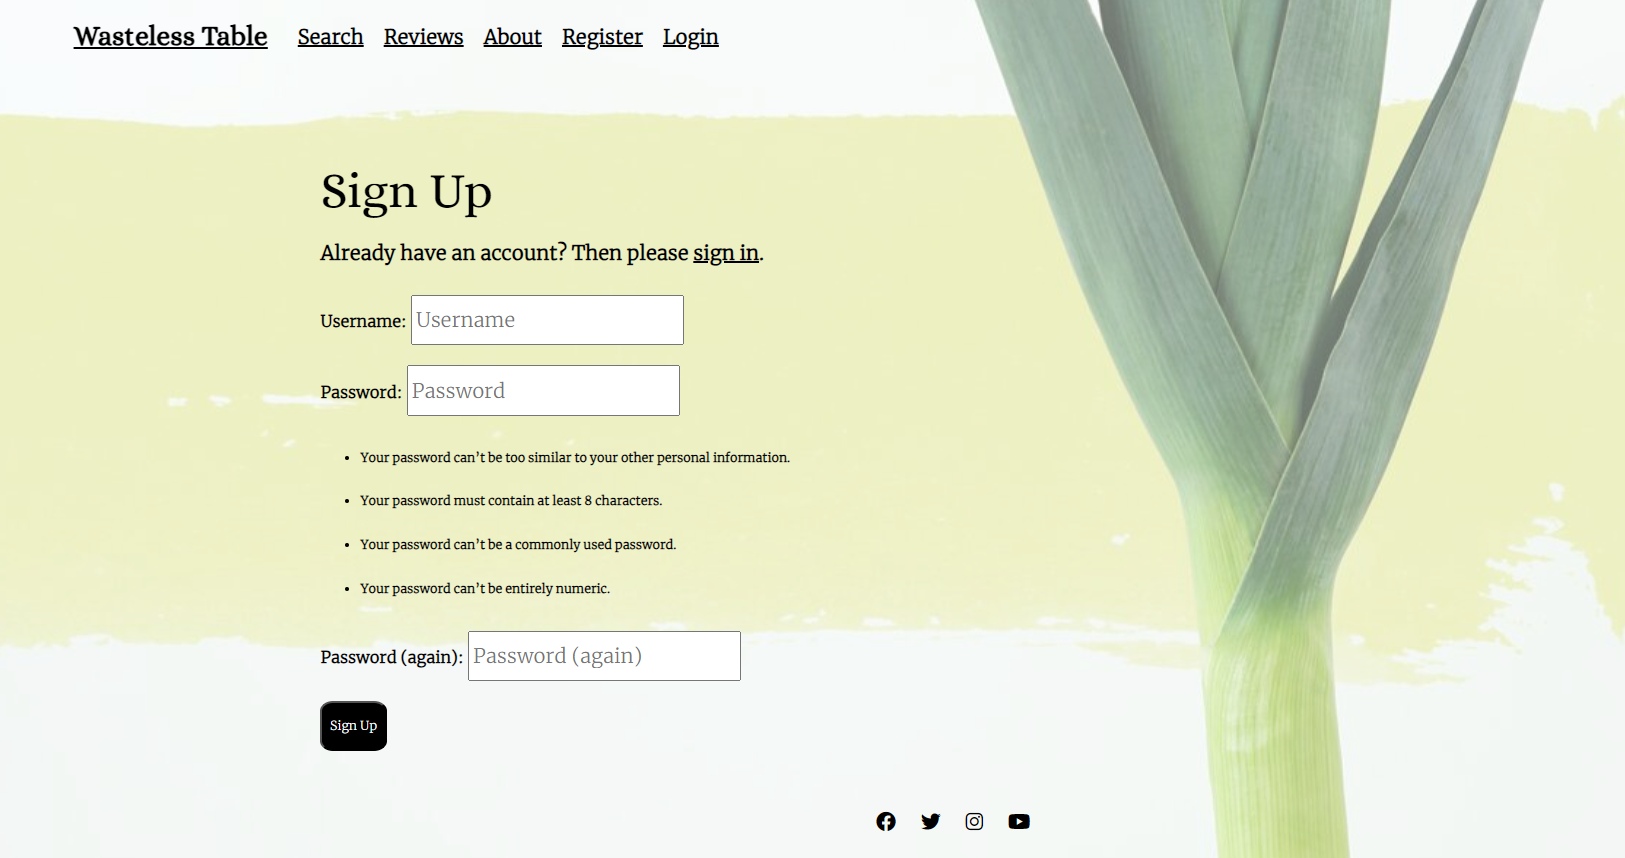 Wasteless Table Search Reviews About Register Login
Sign Up
Already have an account? Then please sign in.
Username: Username
Password: Password
• Your password can’t be too similar to your other personal information.
• Your password must contain at least 8 characters.
• Your password can’t be a commonly used password.
• Your password can’t be entirely numeric.
Password (again): Password (again)
Sign Up